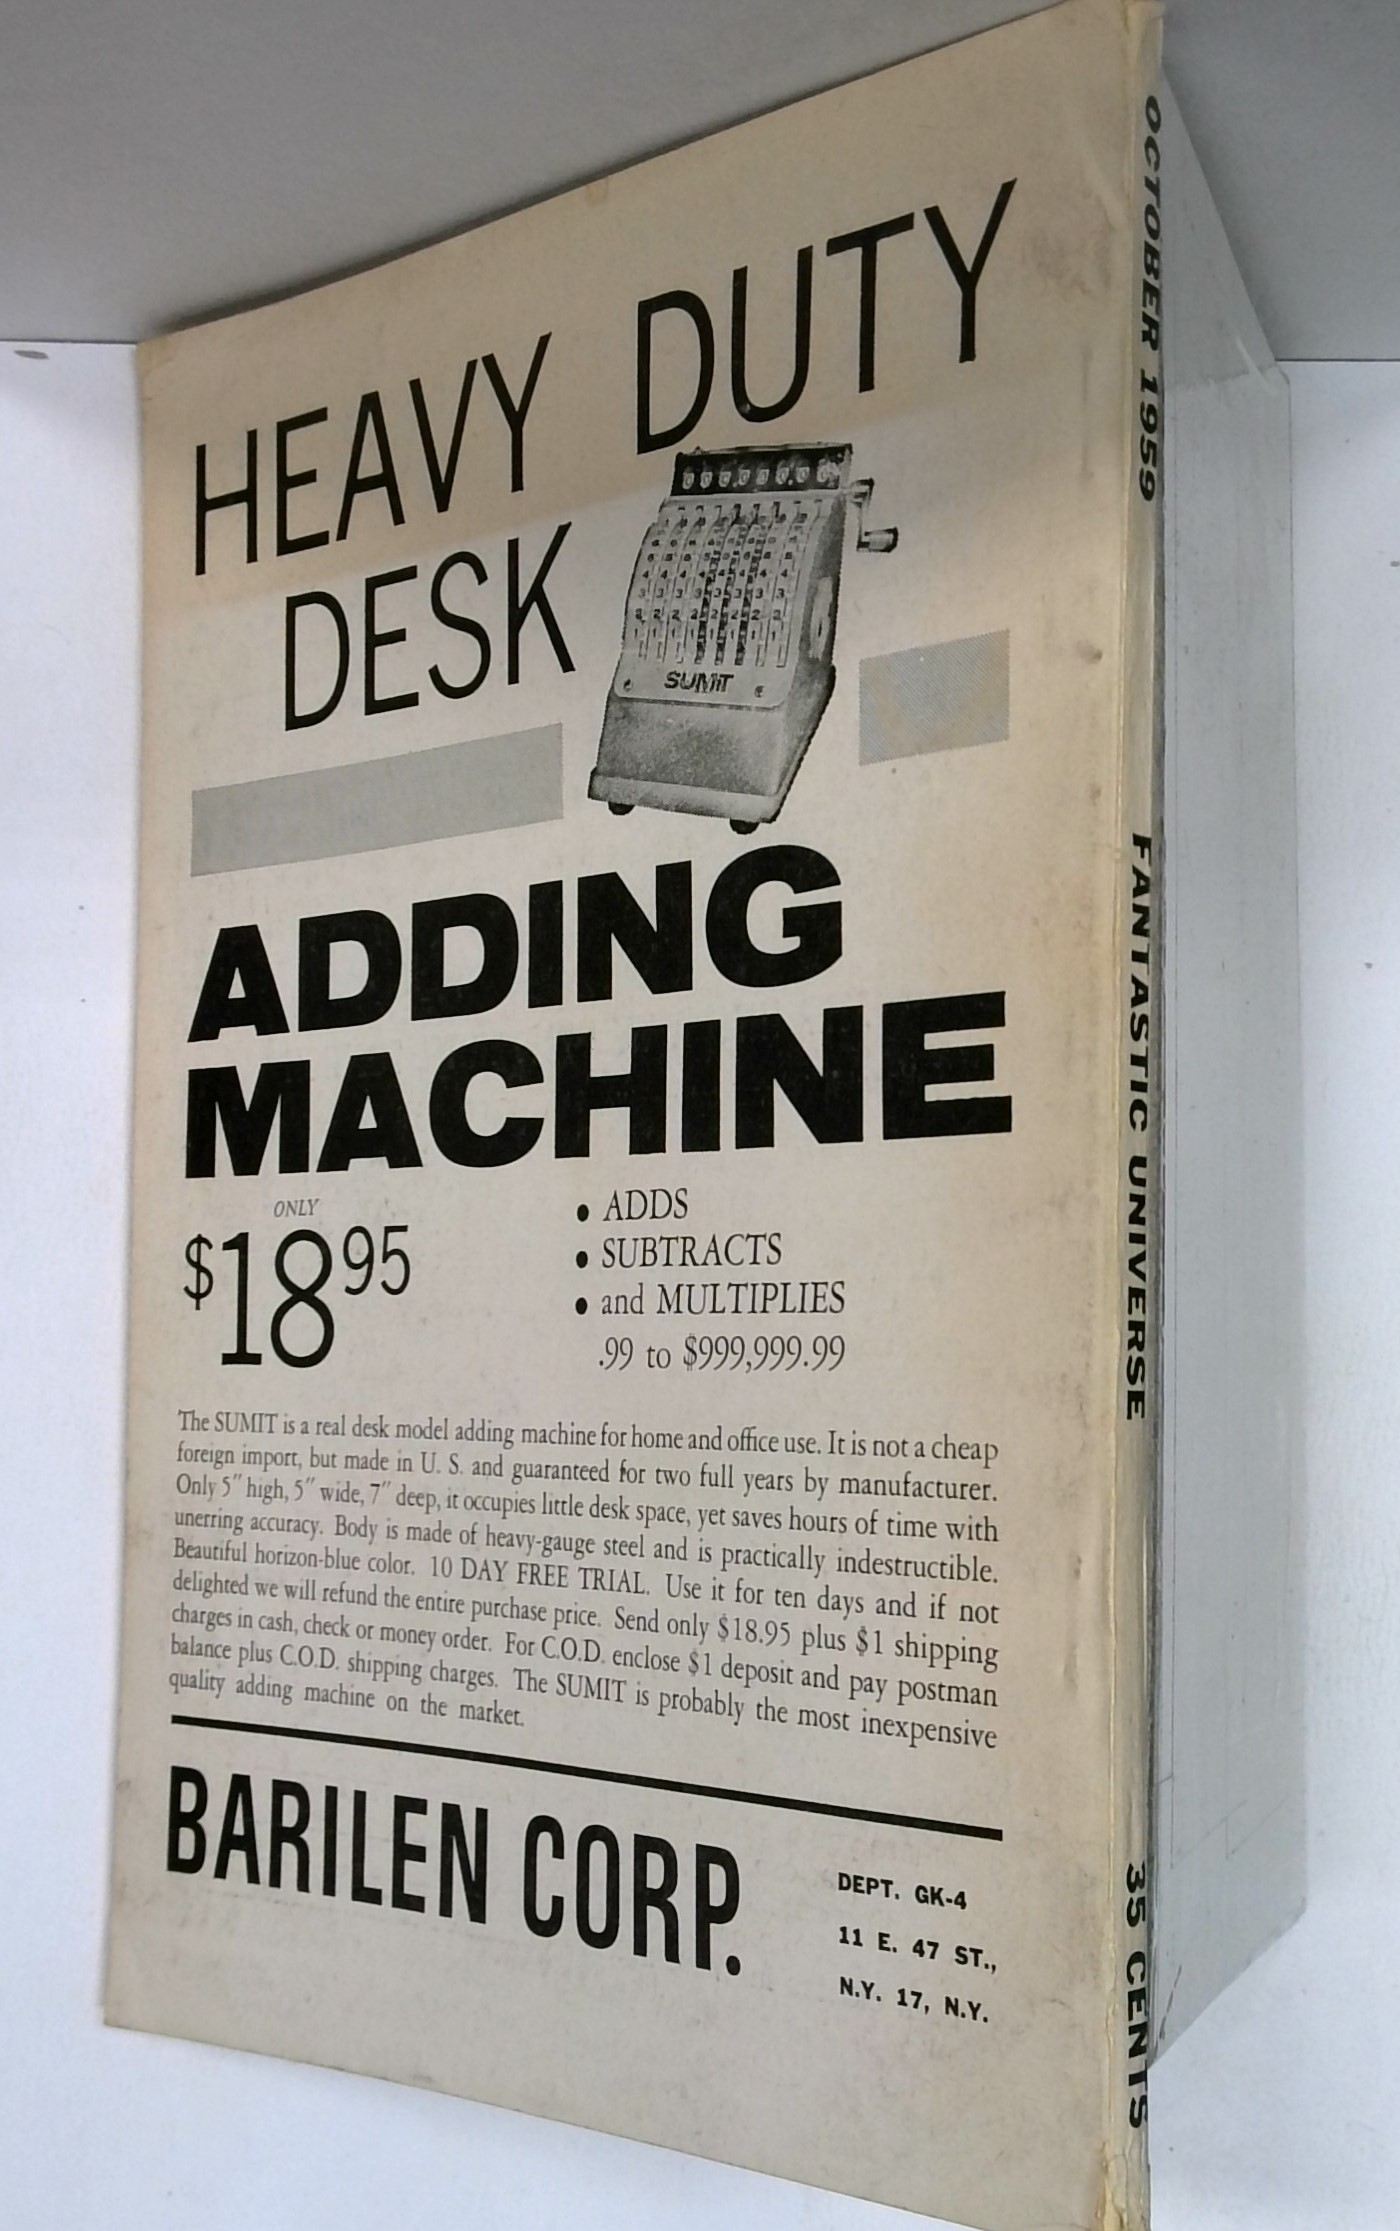 HEAVY DUTY
DESK
SUMIT
ADDING
MACHINE
ONLY
$18 95
• ADDS
• SUBTRACTS
• and MULTIPLIES
.99 to $999,999.99
The SUMIT is a real desk model adding machine for home and office use. It is not a cheap
foreign import, but made in U. S. and guaranteed for two full years by manufacturer.
Only 5″ high, 5″ wide, 7″ deep, it occupies little desk space, yet saves hours of time with
unerring accuracy. Body is made of heavy-gauge steel and is practically indestructible.
Beautiful horizon-blue color. 10 DAY FREE TRIAL. Use it for ten days and if not
delighted we will refund the entire purchase price. Send only $18.95 plus $1 shipping
charges in cash, check or money order. For C.O.D. enclose $1 deposit and pay postman
balance plus C.O.D. shipping charges. The SUMIT is probably the most inexpensive
quality adding machine on the market.
BARILEN CORP.
DEPT. GK-4
11 E. 47 ST.,
N.Y. 17, N.Y.
OCTOBER 1959 FANTASTIC UNIVERSE 35 CENTS